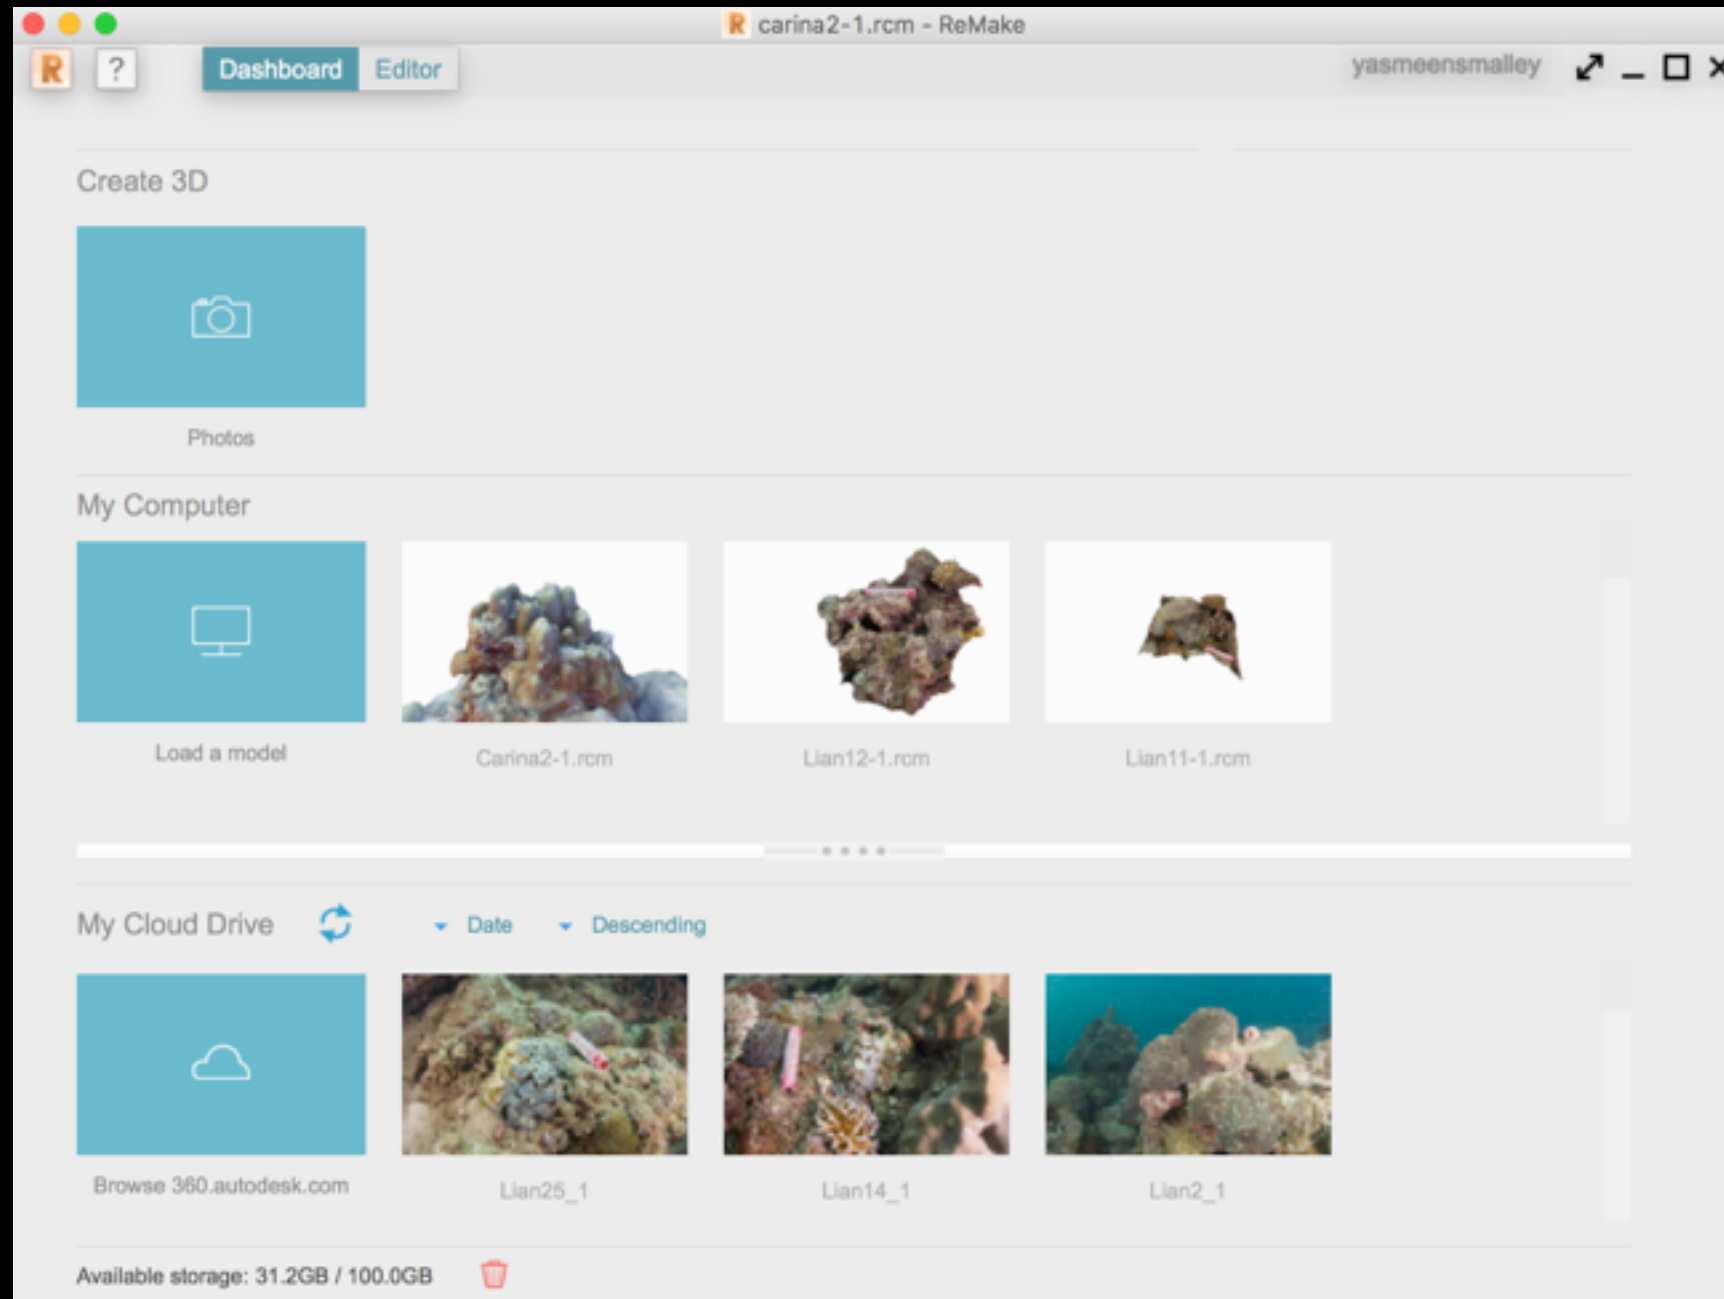 R carina2-1.rcm - ReMake
R ? Dashboard Editor yasmeensmalley
Create 3D
Photos
My Computer
Load a model Carina2-1.rcm Lian12-1.rcm Lian11-1.rcm
My Cloud Drive Date Descending
Browse 360.autodesk.com Lian25_1 Lian14_1 Lian2_1
Available storage: 31.2GB / 100.0GB